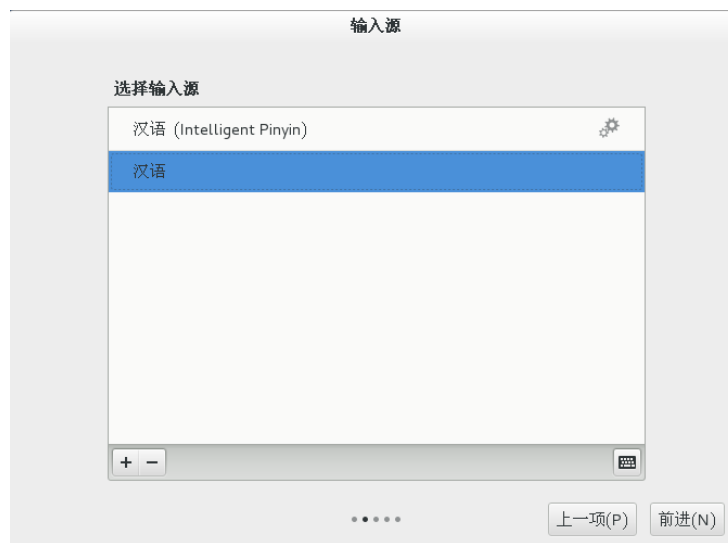 输入源
选择输入源
汉语 (Intelligent Pinyin)
汉语
+ −
上一项(P) 前进(N)